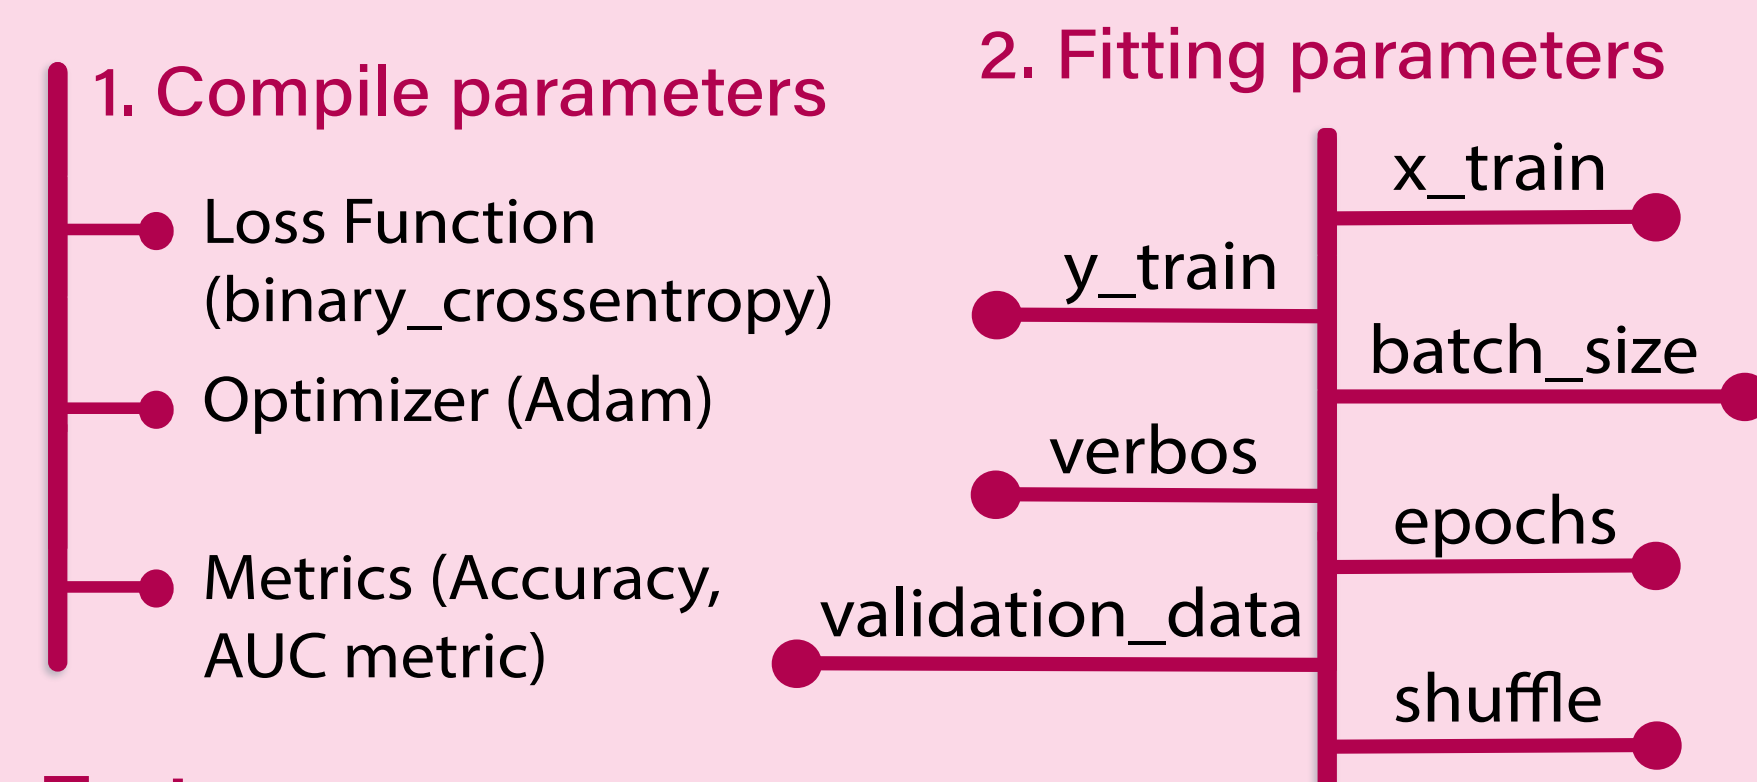 1. Compile parameters
Loss Function
(binary_crossentropy)
Optimizer (Adam)
Metrics (Accuracy,
AUC metric)
2. Fitting parameters
x_train
y_train
batch_size
verbos
epochs
validation_data
shuffle